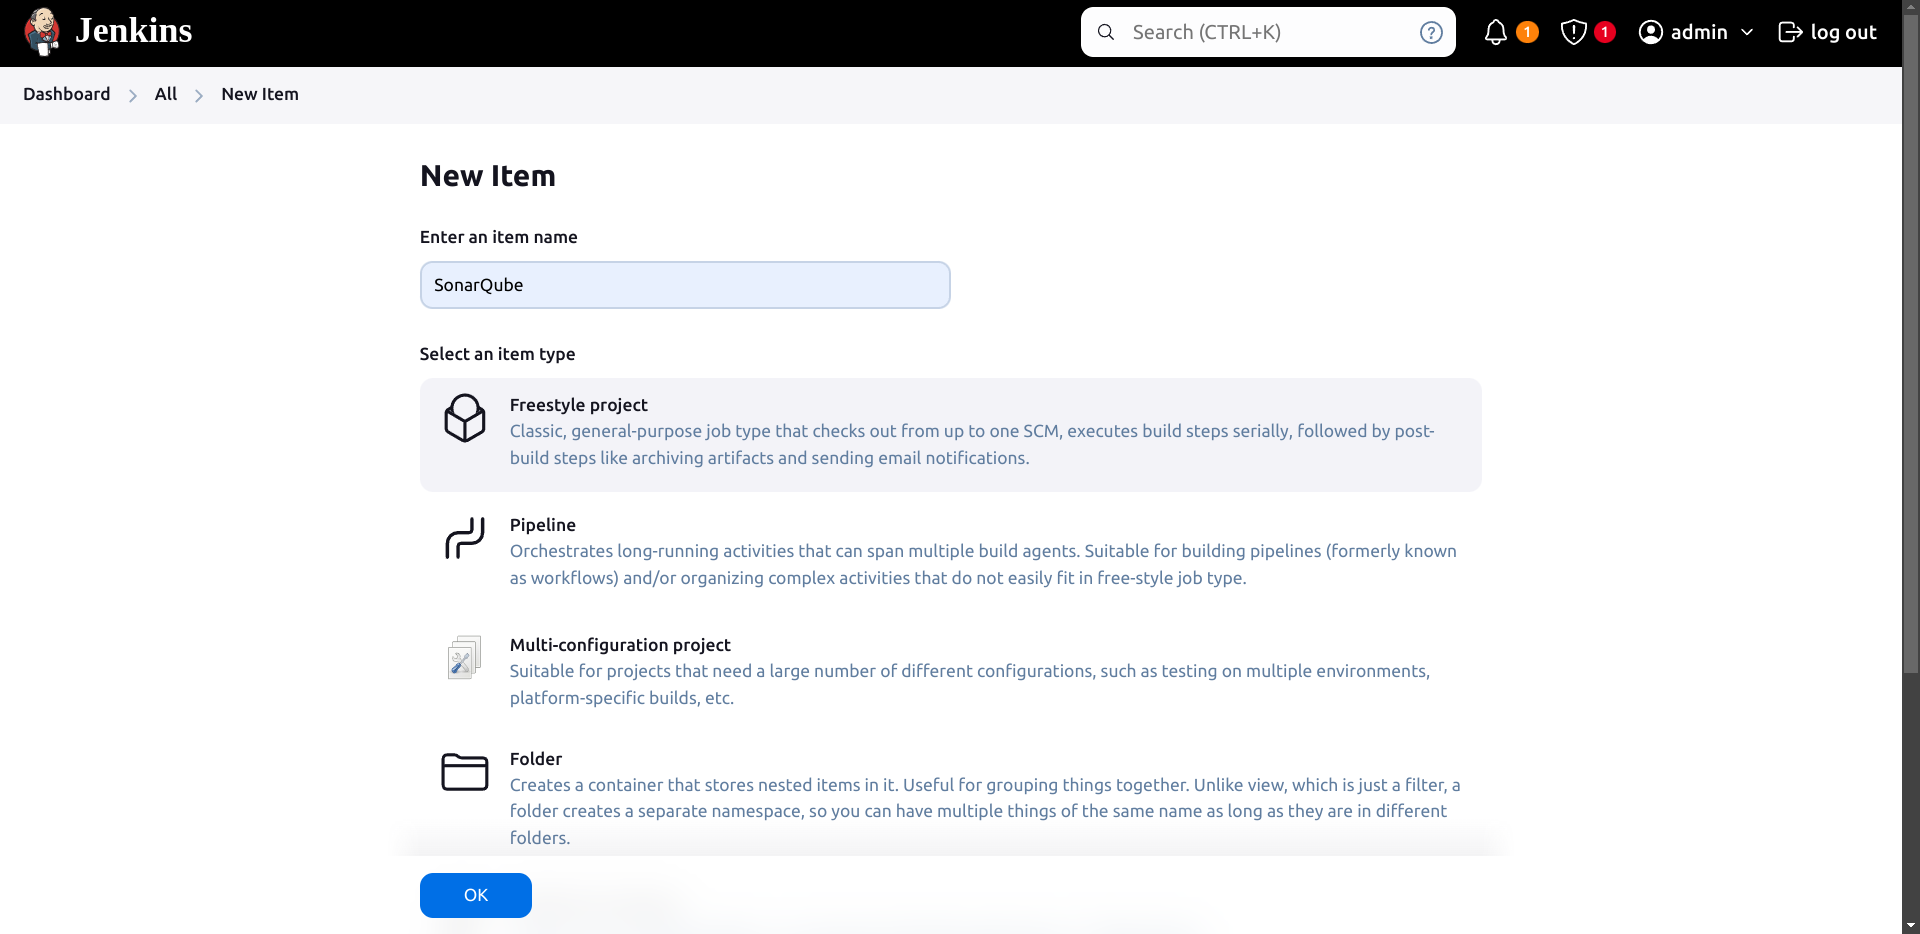 Jenkins
Search (CTRL+K)
?
1
1
admin
log out
Dashboard
All
New Item
New Item
Enter an item name
SonarQube
Select an item type
Freestyle project
Classic, general-purpose job type that checks out from up to one SCM, executes build steps serially, followed by post-
build steps like archiving artifacts and sending email notifications.
Pipeline
Orchestrates long-running activities that can span multiple build agents. Suitable for building pipelines (formerly known
as workflows) and/or organizing complex activities that do not easily fit in free-style job type.
Multi-configuration project
Suitable for projects that need a large number of different configurations, such as testing on multiple environments,
platform-specific builds, etc.
Folder
Creates a container that stores nested items in it. Useful for grouping things together. Unlike view, which is just a filter, a
folder creates a separate namespace, so you can have multiple things of the same name as long as they are in different
folders.
OK